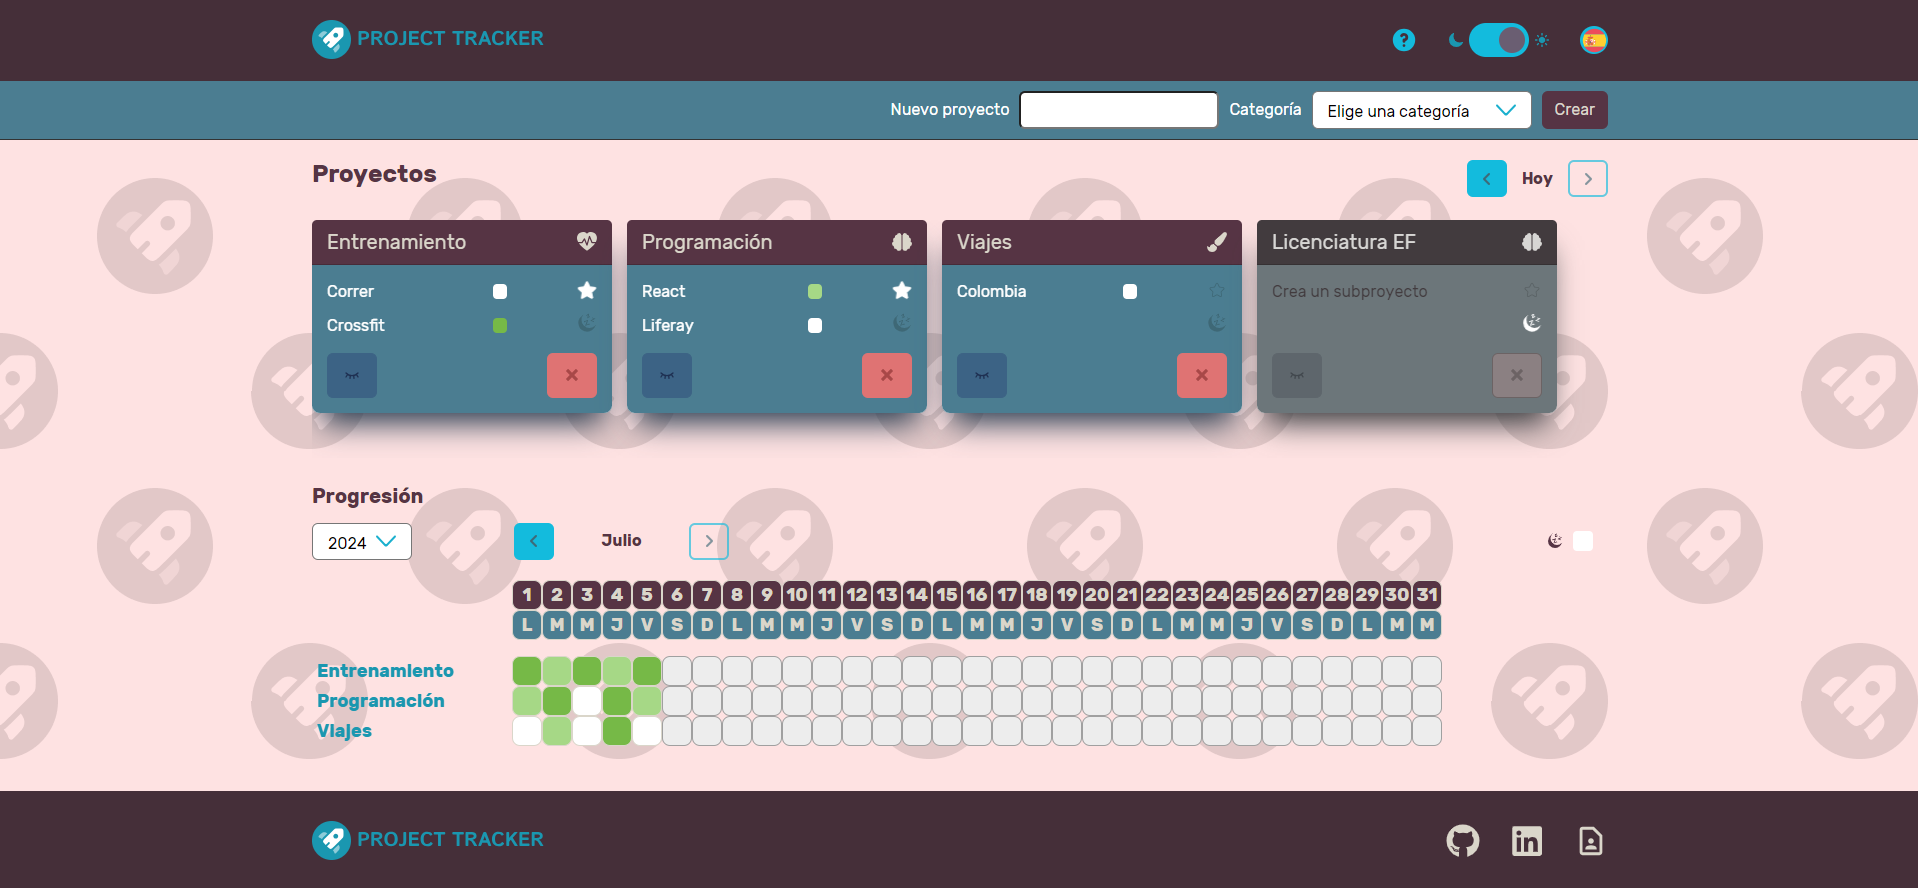 PROJECT TRACKER
?
Nuevo proyecto Categoría Elige una categoría Crear
Proyectos
Hoy
Entrenamiento Programación Viajes Licenciatura EF
Correr React Colombia Crea un subproyecto
Crossfit Liferay
Progresión
2024 Julio
1 2 3 4 5 6 7 8 9 10 11 12 13 14 15 16 17 18 19 20 21 22 23 24 25 26 27 28 29 30 31
L M M J V S D L M M J V S D L M M J V S D L M M J V S D L M M
Entrenamiento
Programación
VIajes
PROJECT TRACKER
in